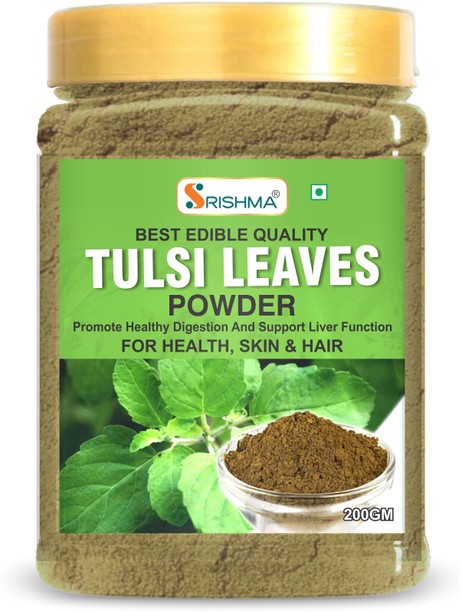 SRISHMA®
BEST EDIBLE QUALITY
TULSI LEAVES
POWDER
Promote Healthy Digestion And Support Liver Function
FOR HEALTH, SKIN & HAIR
200GM